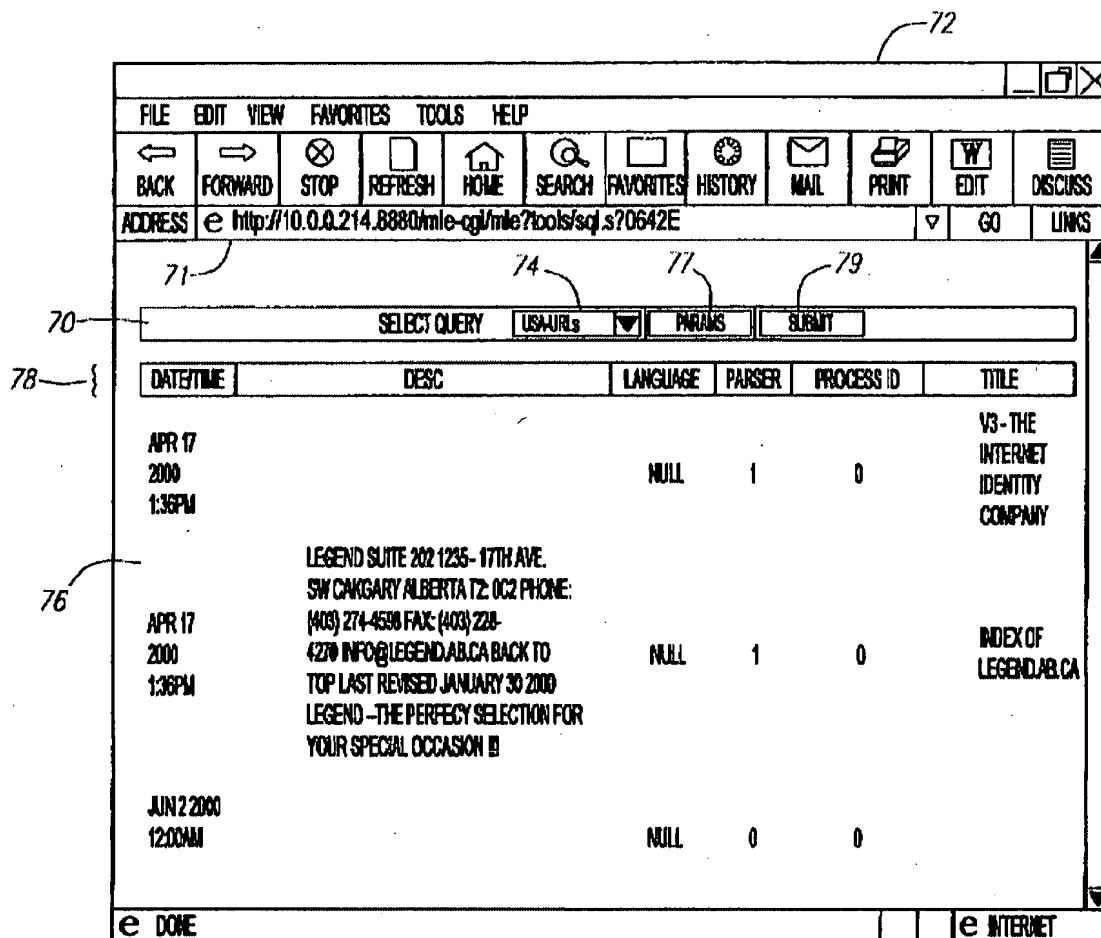 72
FILE EDIT VIEW FAVORITES TOOLS HELP
BACK FORWARD STOP REFRESH HOME SEARCH FAVORITES HISTORY MAIL PRINT EDIT DISCUSS
W
ADDRESS e http://10.0.0.214.8880/mle-cgi/mle?tools/sql.s?0642E GO LINKS
71 74 77 79
70 SELECT QUERY USA-URLs PARAMS SUBMIT
78 DATE/TIME DESC LANGUAGE PARSER PROCESS ID TITLE
APR 17
2000
1:36PM
NULL 1 0
V3 - THE
INTERNET
IDENTITY
COMPANY
76
APR 17
2000
1:36PM
LEGEND SUITE 202 1235 - 17TH AVE.
SW CAKGARY ALBERTA T2: 0C2 PHONE:
(403) 274-4598 FAX: (403) 228-
4270 INFO@LEGEND.AB.CA BACK TO
TOP LAST REVISED JANUARY 30 2000
LEGEND --THE PERFECY SELECTION FOR
YOUR SPECIAL OCCASION !!!
NULL 1 0
INDEX OF
LEGEND.AB.CA
JUN 2 2000
12:00AM
NULL 0 0
e DONE e INTERNET